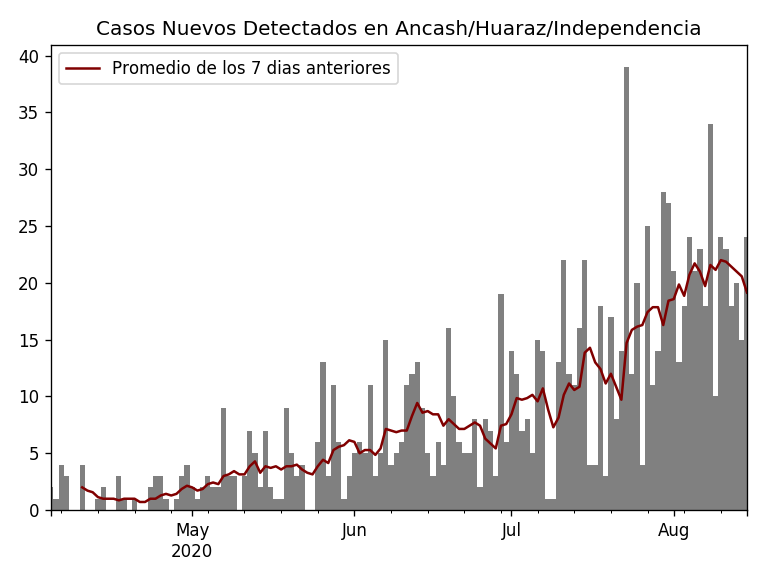 Casos Nuevos Detectados en Ancash/Huaraz/Independencia
Promedio de los 7 dias anteriores
40
35
30
25
20
15
10
5
0
May
2020
Jun
Jul
Aug